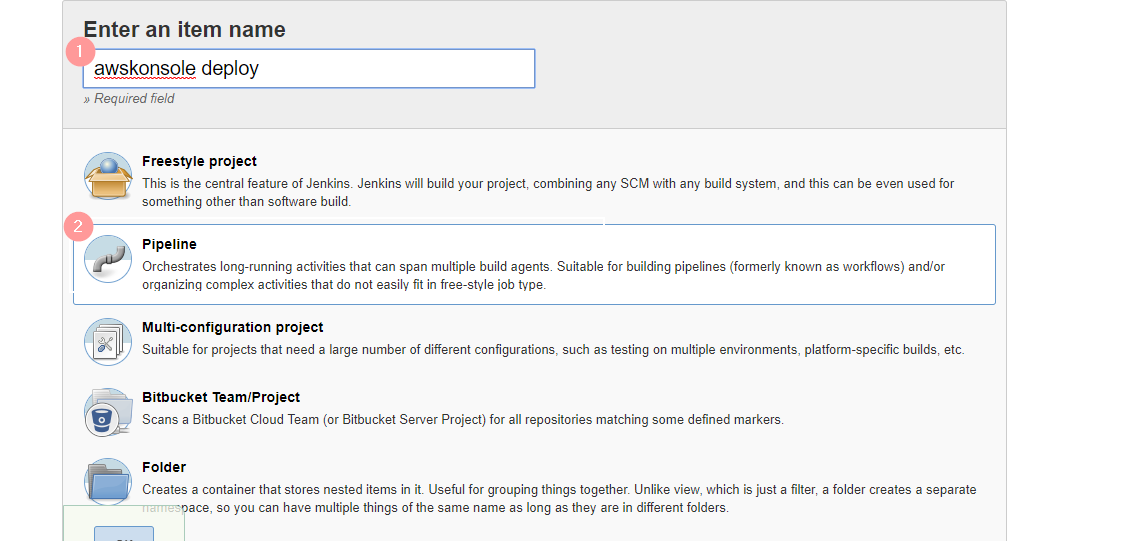 Enter an item name
1
awskonsole deploy
» Required field
Freestyle project
This is the central feature of Jenkins. Jenkins will build your project, combining any SCM with any build system, and this can be even used for
something other than software build.
2
Pipeline
Orchestrates long-running activities that can span multiple build agents. Suitable for building pipelines (formerly known as workflows) and/or
organizing complex activities that do not easily fit in free-style job type.
Multi-configuration project
Suitable for projects that need a large number of different configurations, such as testing on multiple environments, platform-specific builds, etc.
Bitbucket Team/Project
Scans a Bitbucket Cloud Team (or Bitbucket Server Project) for all repositories matching some defined markers.
Folder
Creates a container that stores nested items in it. Useful for grouping things together. Unlike view, which is just a filter, a folder creates a separate
namespace, so you can have multiple things of the same name as long as they are in different folders.